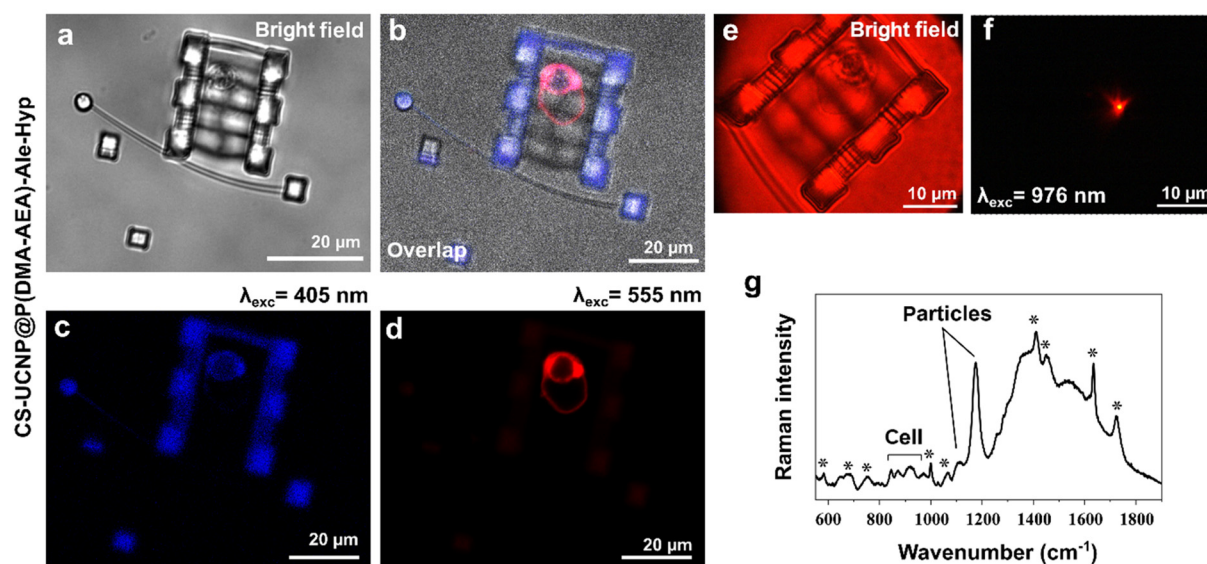 CS-UCNP@P(DMA-AEA)-Ale-Hyp
a
Bright field
20 µm
b
Overlap
20 µm
λexc= 405 nm
c
20 µm
λexc= 555 nm
d
20 µm
e
Bright field
10 µm
f
λexc= 976 nm
10 µm
g
Raman intensity
Particles
Cell
* * * * * * * * *
600 800 1000 1200 1400 1600 1800
Wavenumber (cm⁻¹)